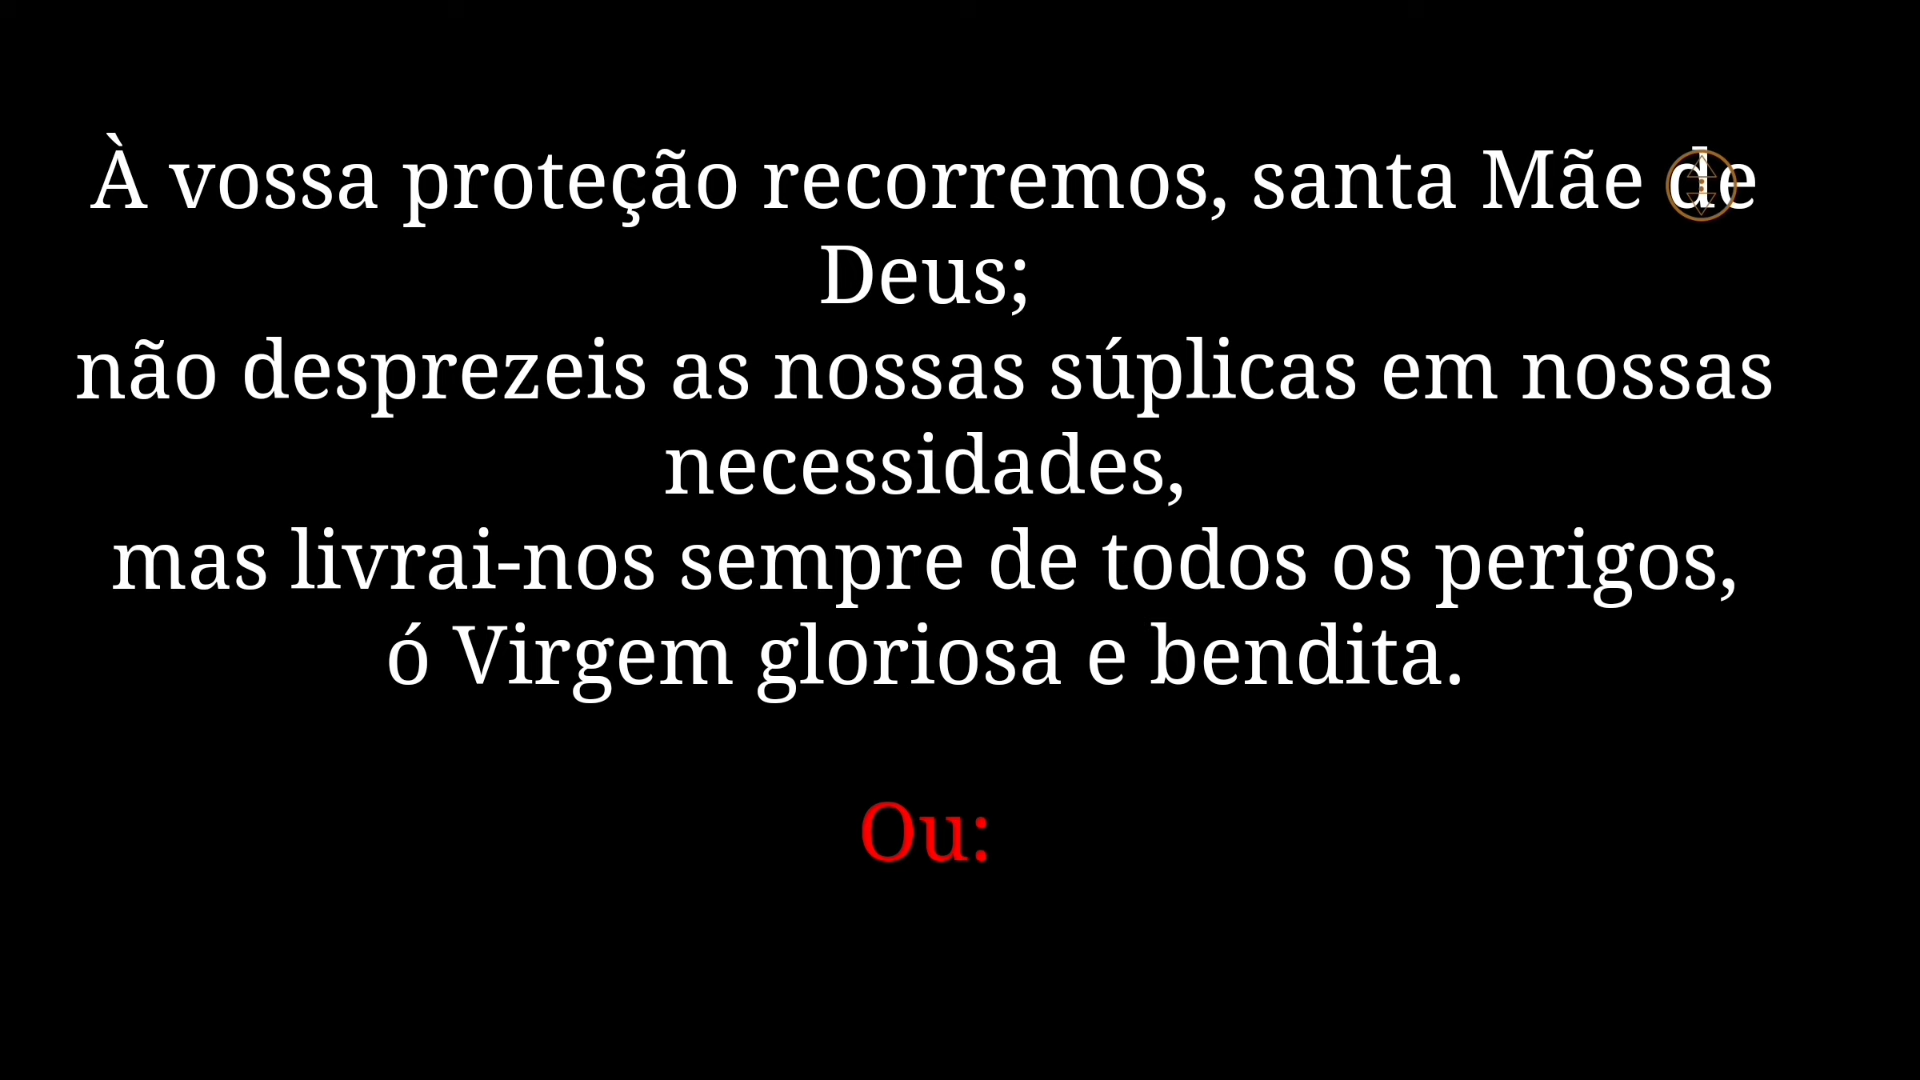 À vossa proteção recorremos, santa Mãe de
Deus;
não desprezeis as nossas súplicas em nossas
necessidades,
mas livrai-nos sempre de todos os perigos,
ó Virgem gloriosa e bendita.
Ou: